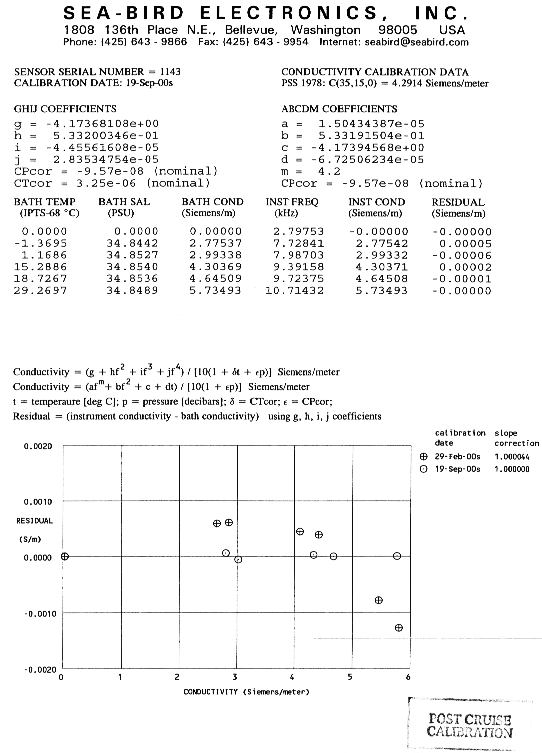 SEA-BIRD ELECTRONICS, INC.
1808 136th Place N.E., Bellevue, Washington 98005 USA
Phone: (425) 643 - 9866 Fax: (425) 643 - 9954 Internet: seabird@seabird.com
SENSOR SERIAL NUMBER = 1143
CALIBRATION DATE: 19-Sep-00s
CONDUCTIVITY CALIBRATION DATA
PSS 1978: C(35,15,0) = 4.2914 Siemens/meter
GHIJ COEFFICIENTS
g = -4.17368108e+00
h = 5.33200346e-01
i = -4.45561608e-05
j = 2.83534754e-05
CPcor = -9.57e-08 (nominal)
CTcor = 3.25e-06 (nominal)
ABCDM COEFFICIENTS
a = 1.50434387e-05
b = 5.33191504e-01
c = -4.17394568e+00
d = -6.72506234e-05
m = 4.2
CPcor = -9.57e-08 (nominal)
BATH TEMP BATH SAL BATH COND INST FREQ INST COND RESIDUAL
(IPTS-68 °C) (PSU) (Siemens/m) (kHz) (Siemens/m) (Siemens/m)
0.0000 0.0000 0.00000 2.79753 -0.00000 -0.00000
-1.3695 34.8442 2.77537 7.72841 2.77542 0.00005
1.1686 34.8527 2.99338 7.98703 2.99332 -0.00006
15.2886 34.8540 4.30369 9.39158 4.30371 0.00002
18.7267 34.8536 4.64509 9.72375 4.64508 -0.00001
29.2697 34.8489 5.73493 10.71432 5.73493 -0.00000
Conductivity = (g + hf² + if³ + jf⁴) / [10(1 + δt + εp)] Siemens/meter
Conductivity = (afᵐ + bf² + c + dt) / [10(1 + εp)] Siemens/meter
t = temperaure [deg C]; p = pressure [decibars]; δ = CTcor; ε = CPcor;
Residual = (instrument conductivity - bath conductivity) using g, h, i, j coefficients
calibration slope
date correction
⊕ 29-Feb-00s 1.000044
⊙ 19-Sep-00s 1.000000
0.0020
0.0010
RESIDUAL
(S/m)
0.0000
-0.0010
-0.0020
0 1 2 3 4 5 6
CONDUCTIVITY (Siemers/meter)
POST CRUISE
CALIBRATION